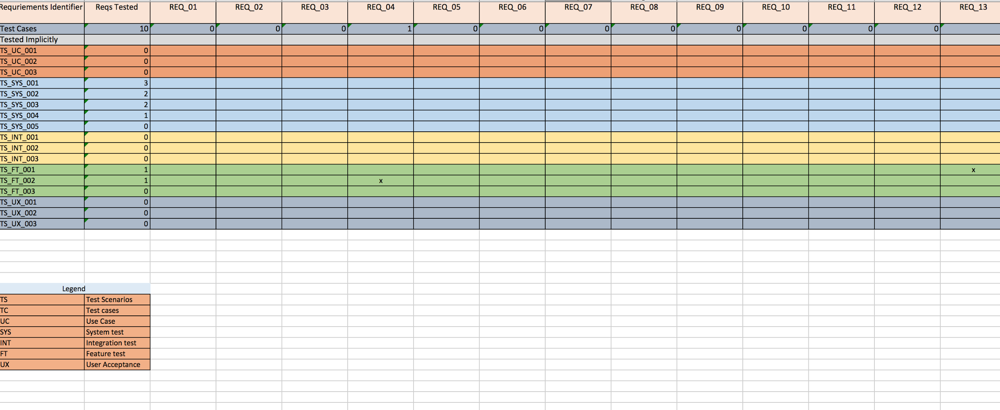 Requriements Identifier Reqs Tested REQ_01 REQ_02 REQ_03 REQ_04 REQ_05 REQ_06 REQ_07 REQ_08 REQ_09 REQ_10 REQ_11 REQ_12 REQ_13
Test Cases 10 0 0 0 1 0 0 0 0 0 0 0 0
Tested Implicitly
TS_UC_001 0
TS_UC_002 0
TS_UC_003 0
TS_SYS_001 3
TS_SYS_002 2
TS_SYS_003 2
TS_SYS_004 1
TS_SYS_005 0
TS_INT_001 0
TS_INT_002 0
TS_INT_003 0
TS_FT_001 1 x
TS_FT_002 1 x
TS_FT_003 0
TS_UX_001 0
TS_UX_002 0
TS_UX_003 0
Legend
TS Test Scenarios
TC Test cases
UC Use Case
SYS System test
INT Integration test
FT Feature test
UX User Acceptance